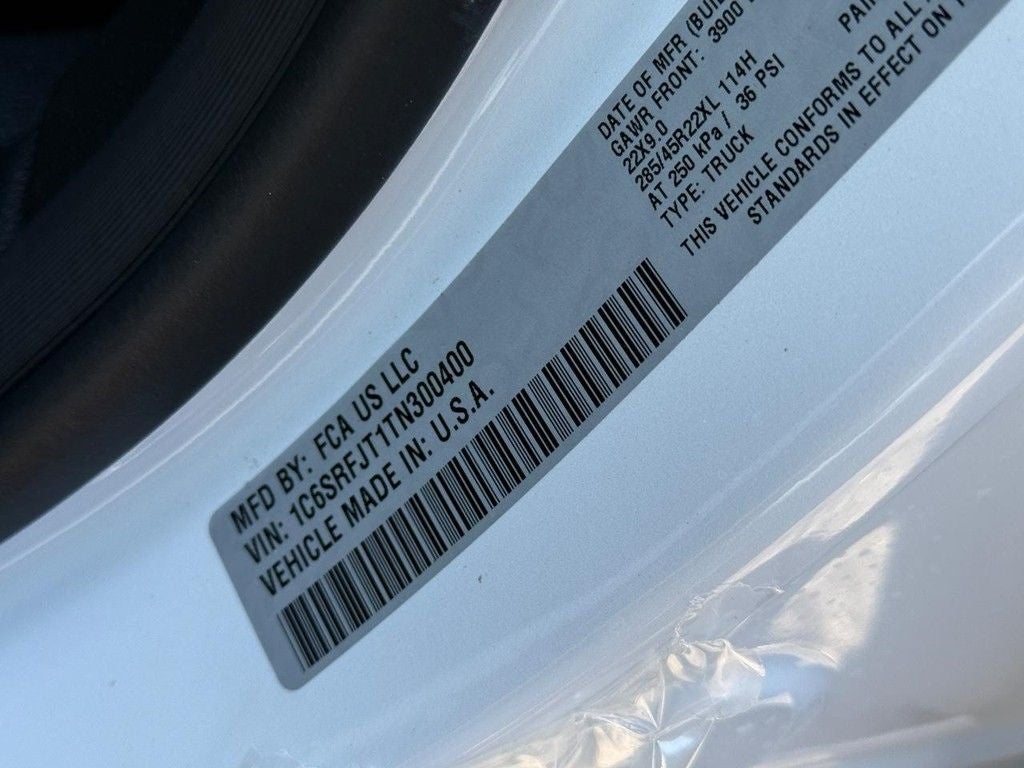 MFD BY: FCA US LLC
VIN: 1C6SRFJT1TN300400
VEHICLE MADE IN: U.S.A.
DATE OF MFR
GAWR FRONT: 3900
22X9.0
285/45R22XL 114H
AT 250 kPa / 36 PSI
TYPE: TRUCK
THIS VEHICLE CONFORMS TO ALL
STANDARDS IN EFFECT ON